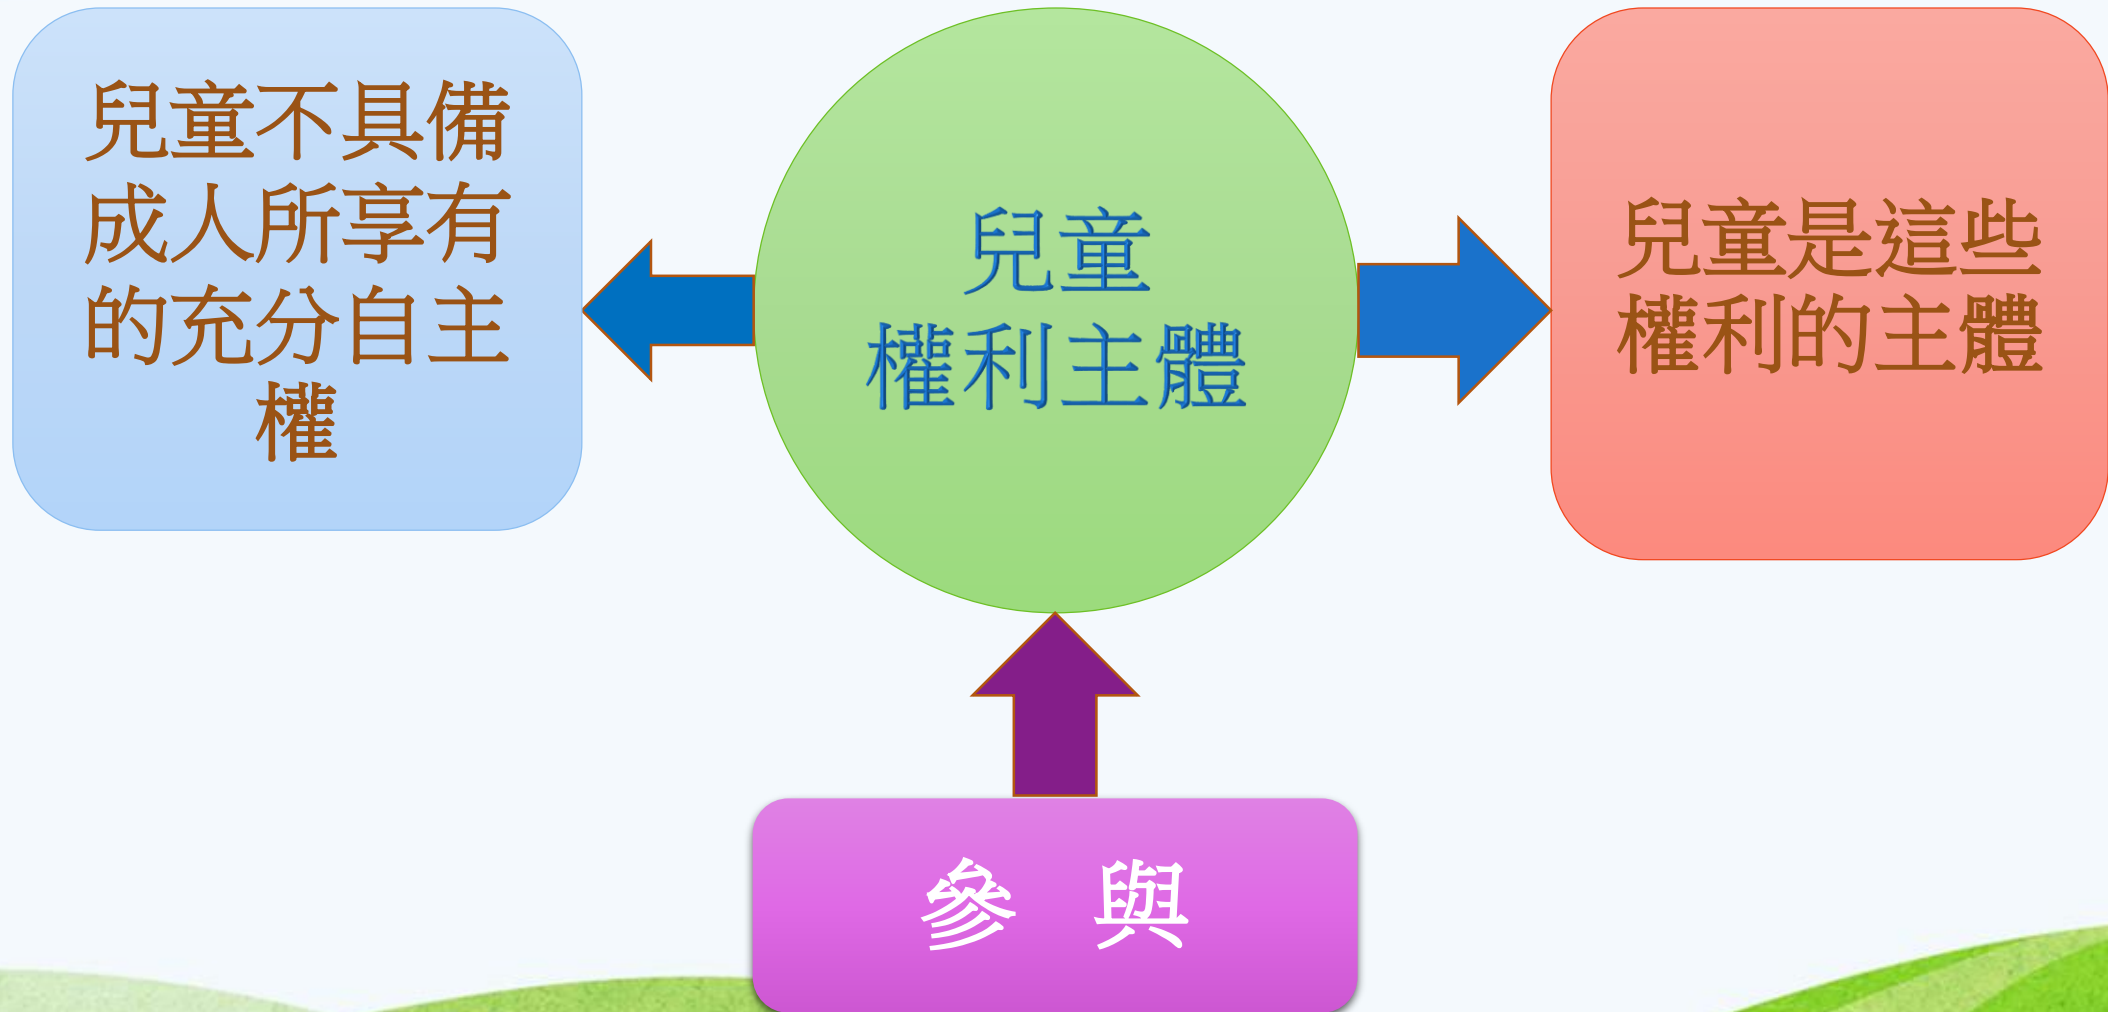 兒童不具備
成人所享有
的充分自主
權
兒童
權利主體
兒童是這些
權利的主體
參 與